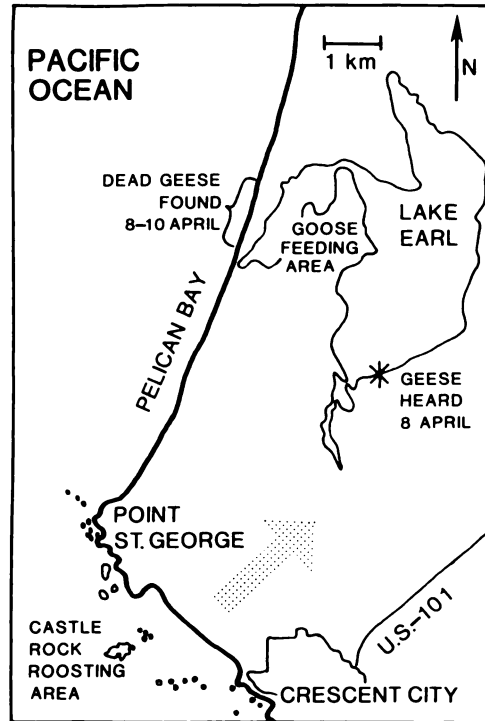 PACIFIC
OCEAN
1 km
N
DEAD GEESE
FOUND
8–10 APRIL
GOOSE
FEEDING
AREA
LAKE
EARL
PELICAN BAY
GEESE
HEARD
8 APRIL
POINT
ST. GEORGE
CASTLE
ROCK
ROOSTING
AREA
U.S.–101
CRESCENT CITY